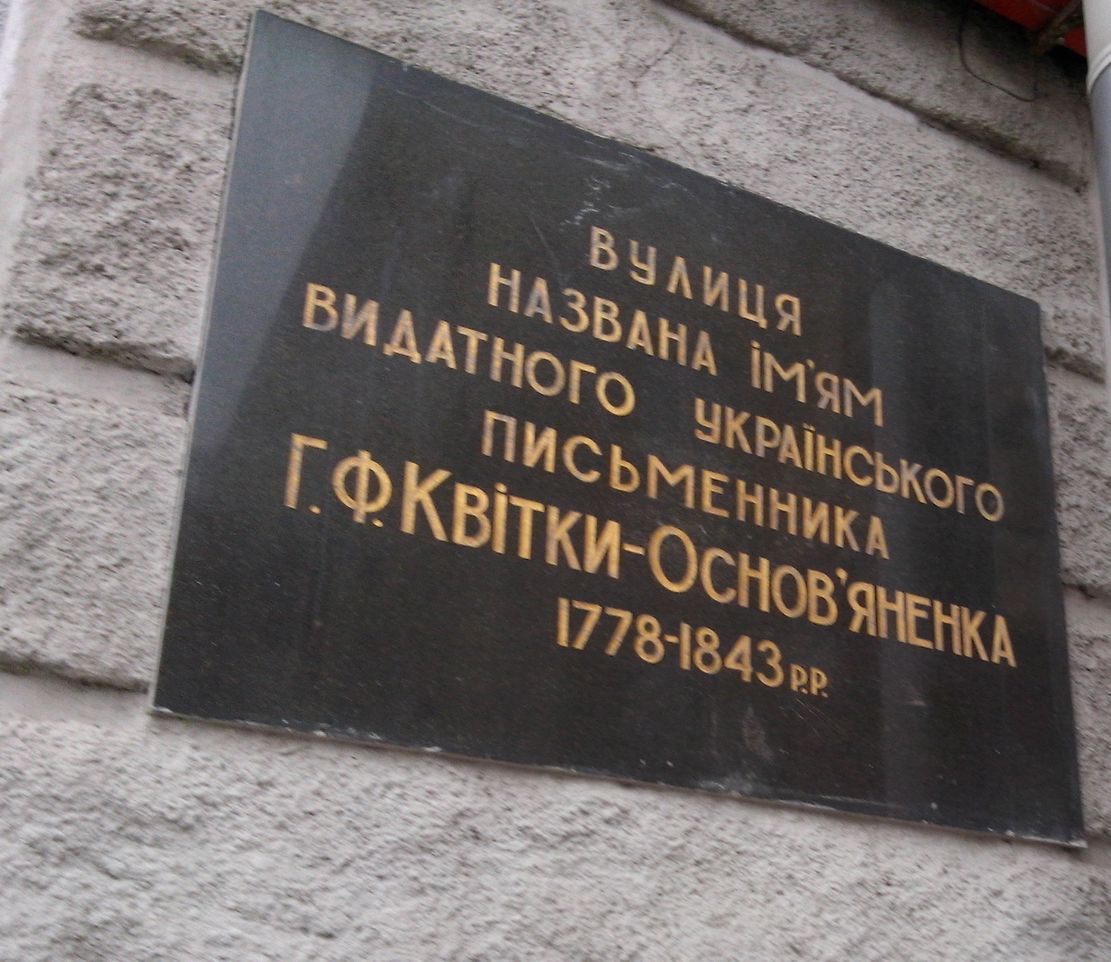 ВУЛИЦЯ
НАЗВАНА ІМ'ЯМ
ВИДАТНОГО УКРАЇНСЬКОГО
ПИСЬМЕННИКА
Г. Ф. КВІТКИ-ОСНОВ'ЯНЕНКА
1778-1843 Р.Р.